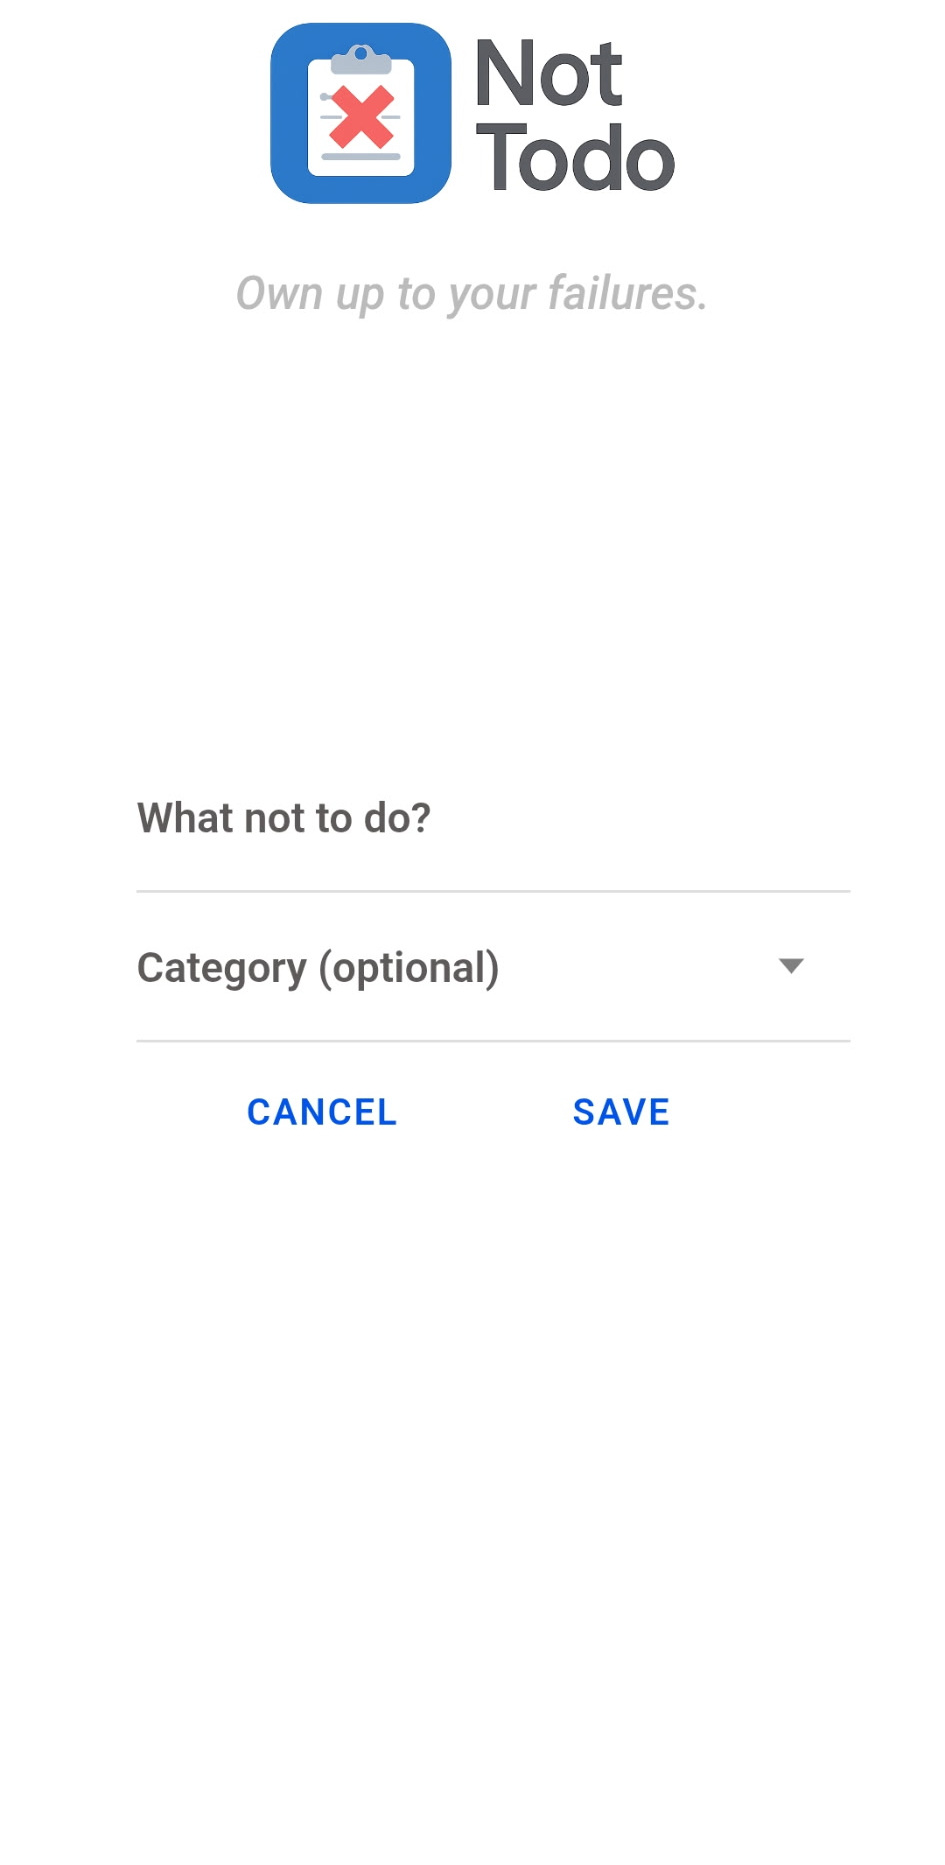 Not
Todo
Own up to your failures.
What not to do?
Category (optional)
CANCEL SAVE